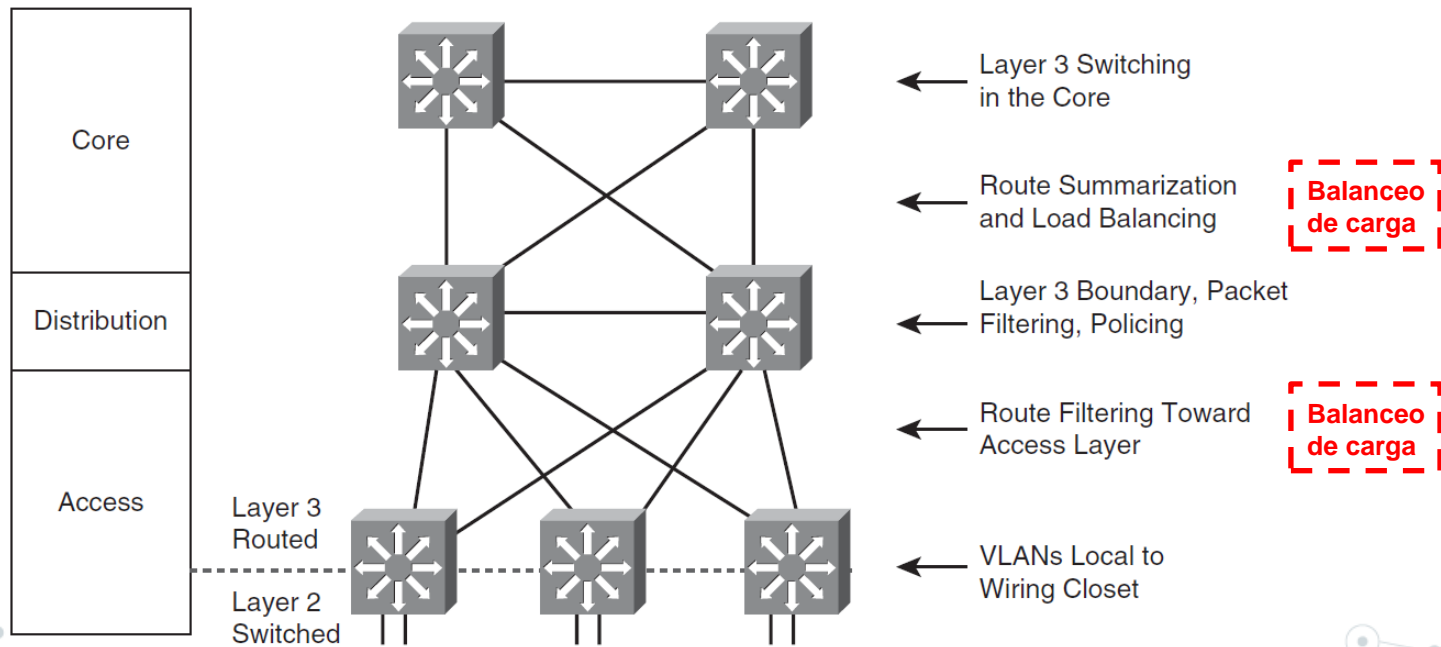 Core
Distribution
Access
Layer 3
Routed
Layer 2
Switched
Layer 3 Switching
in the Core
Route Summarization
and Load Balancing
Balanceo
de carga
Layer 3 Boundary, Packet
Filtering, Policing
Route Filtering Toward
Access Layer
Balanceo
de carga
VLANs Local to
Wiring Closet